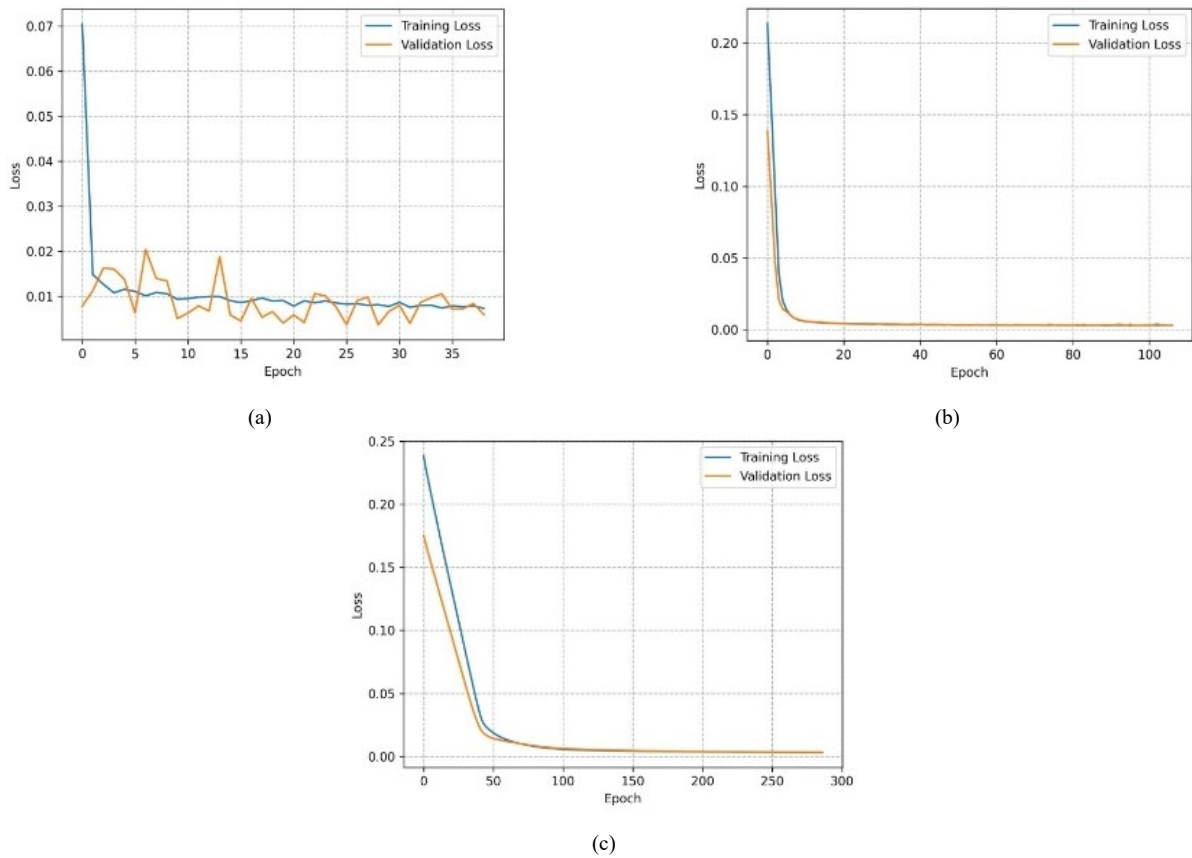 0.07
0.06
0.05
0.04
0.03
0.02
0.01
Loss
0 5 10 15 20 25 30 35
Epoch
Training Loss
Validation Loss
(a)
0.20
0.15
0.10
0.05
0.00
Loss
0 20 40 60 80 100
Epoch
Training Loss
Validation Loss
(b)
0.25
0.20
0.15
0.10
0.05
0.00
Loss
0 50 100 150 200 250 300
Epoch
Training Loss
Validation Loss
(c)